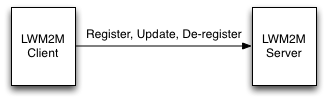 LWM2M
Client
Register, Update, De-register
LWM2M
Server